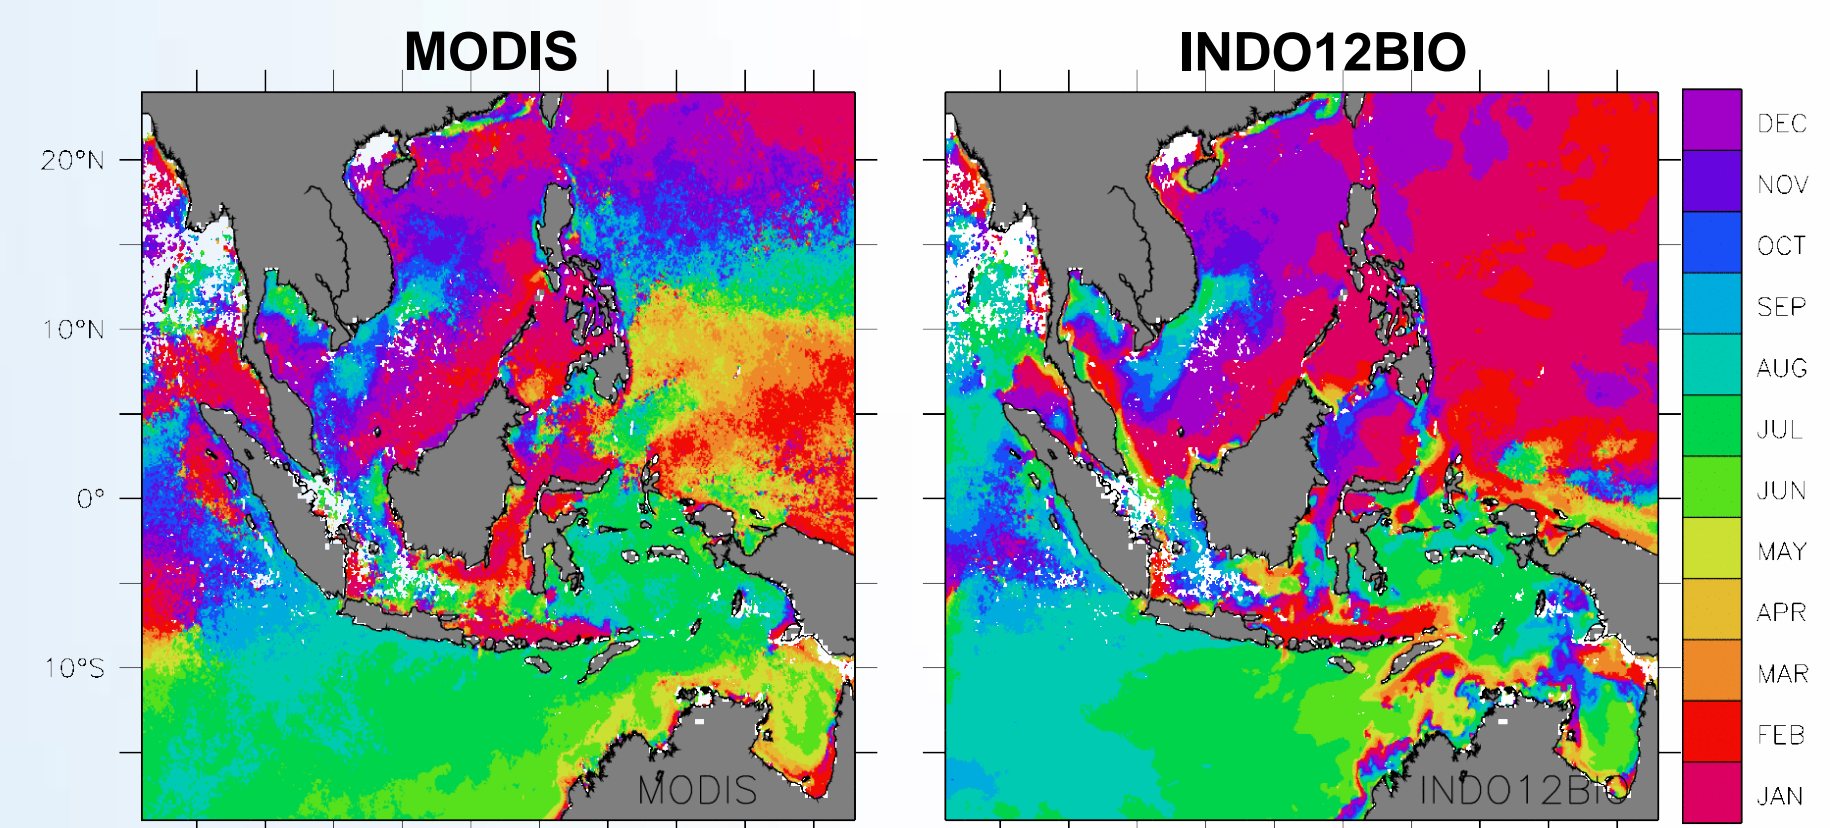 MODIS
INDO12BIO
20°N
10°N
0°
10°S
MODIS
INDO12BIO
DEC
NOV
OCT
SEP
AUG
JUL
JUN
MAY
APR
MAR
FEB
JAN